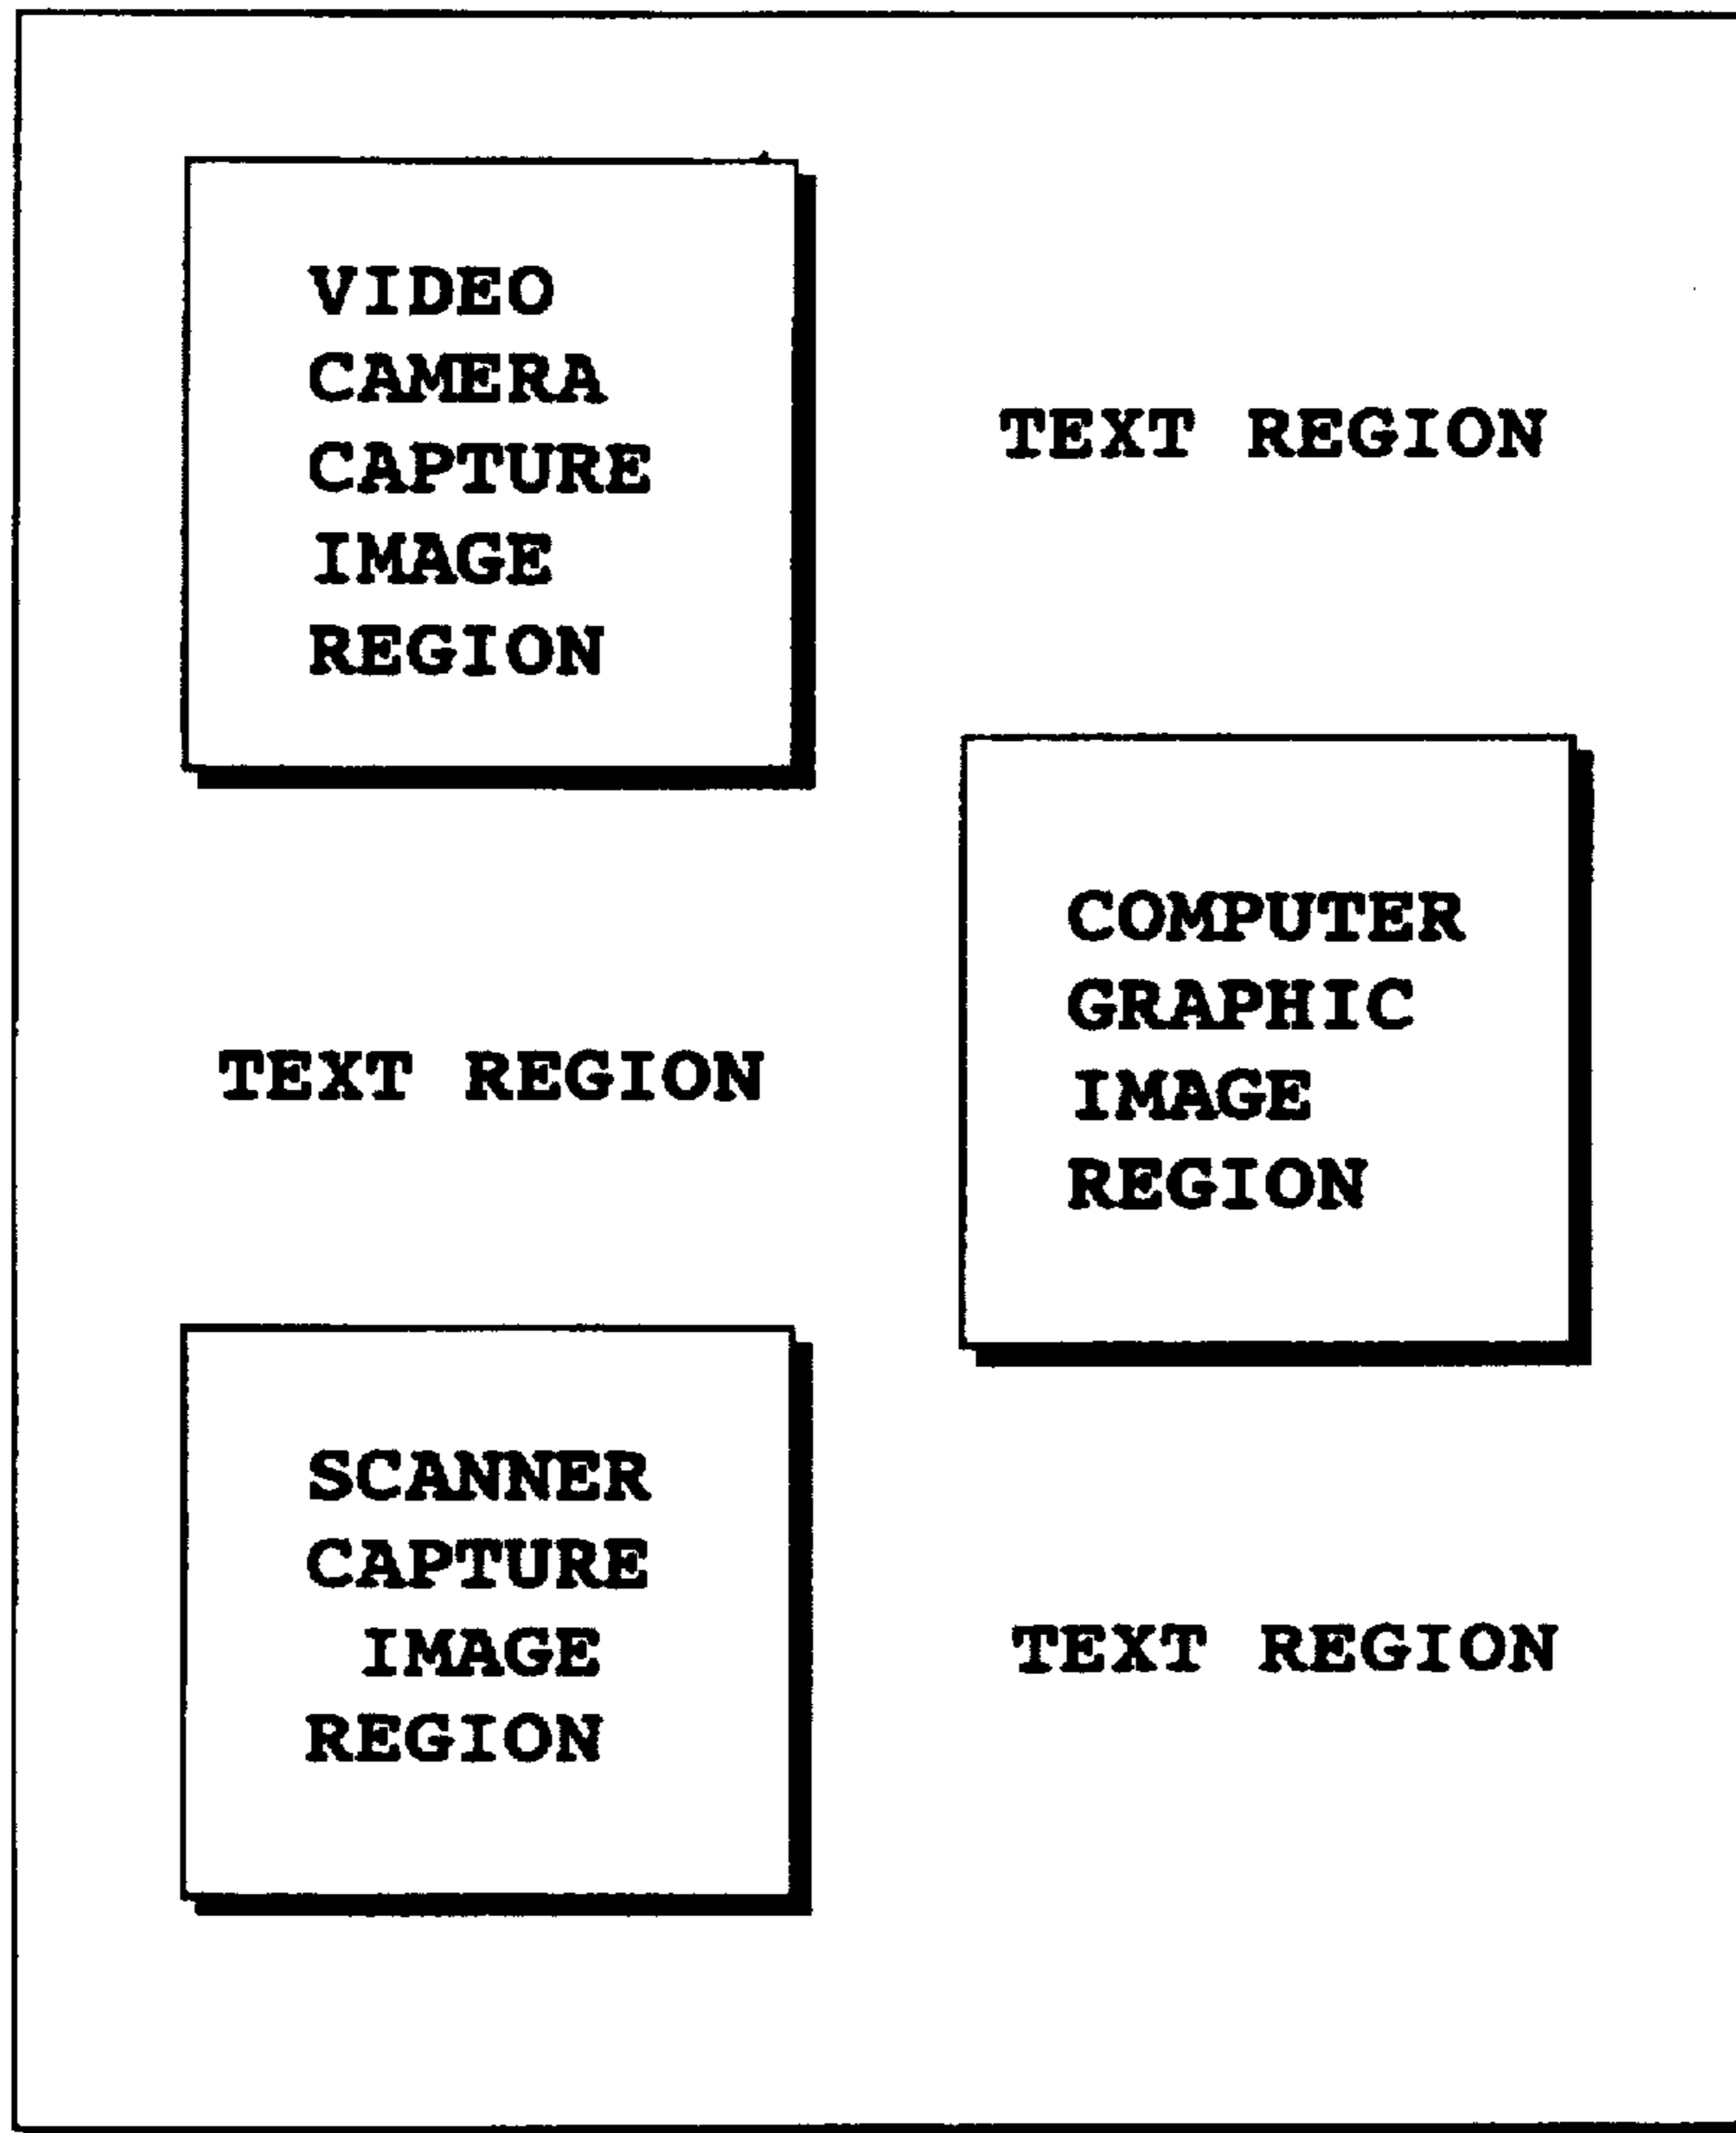 VIDEO
CAMERA
CAPTURE
IMAGE
REGION
TEXT REGION
COMPUTER
GRAPHIC
IMAGE
REGION
TEXT REGION
SCANNER
CAPTURE
IMAGE
REGION
TEXT REGION